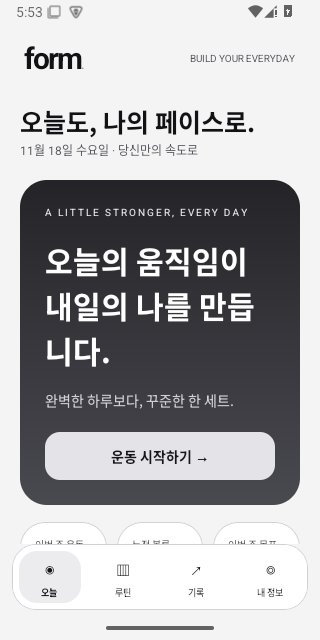 5:53
form
BUILD YOUR EVERYDAY
오늘도, 나의 페이스로.
11월 18일 수요일 · 당신만의 속도로
A LITTLE STRONGER, EVERY DAY
오늘의 움직임이
내일의 나를 만듭
니다.
완벽한 하루보다, 꾸준한 한 세트.
운동 시작하기 →
오늘
루틴
기록
내 정보